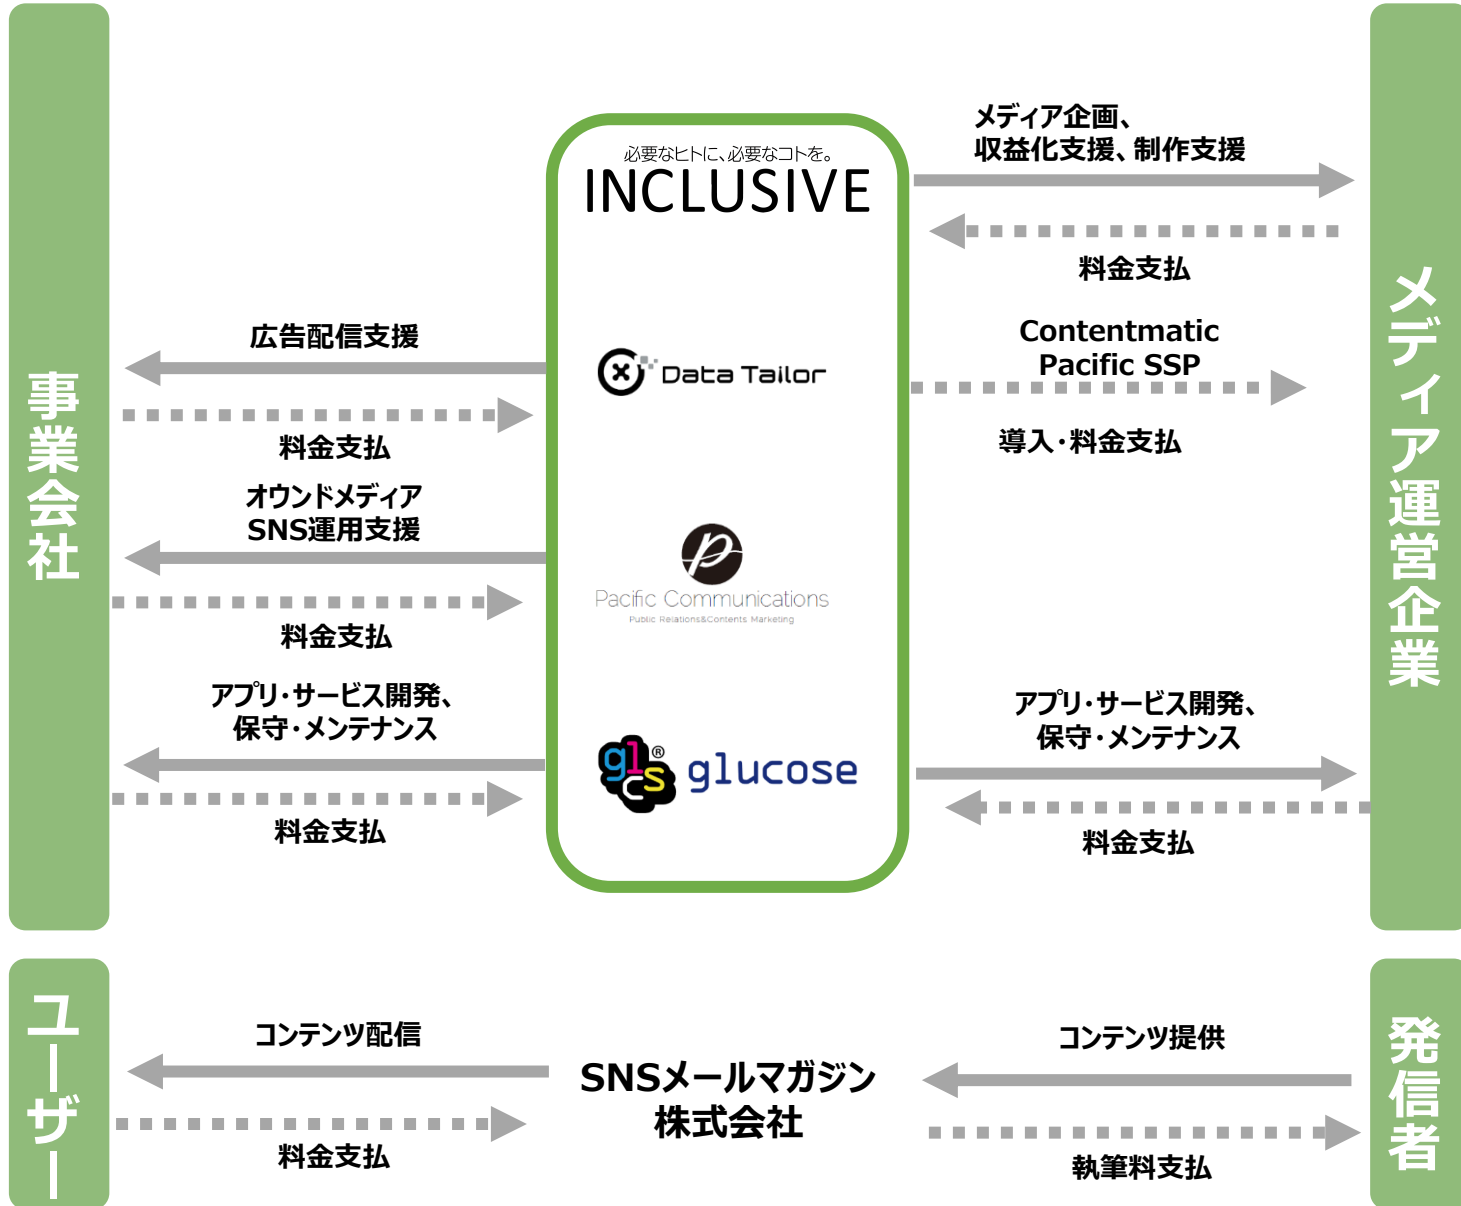 事業会社
必要なヒトに、必要なコトを。
INCLUSIVE
メディア企画、
収益化支援、制作支援
料金支払
広告配信支援
料金支払
Data Tailor
Contentmatic
Pacific SSP
導入・料金支払
オウンドメディア
SNS運用支援
料金支払
p
Pacific Communications
Public Relations&Contents Marketing
アプリ・サービス開発、
保守・メンテナンス
料金支払
glcs®
glucose
アプリ・サービス開発、
保守・メンテナンス
料金支払
メディア運営企業
ユーザー
コンテンツ配信
料金支払
SNSメールマガジン
株式会社
コンテンツ提供
執筆料支払
発信者